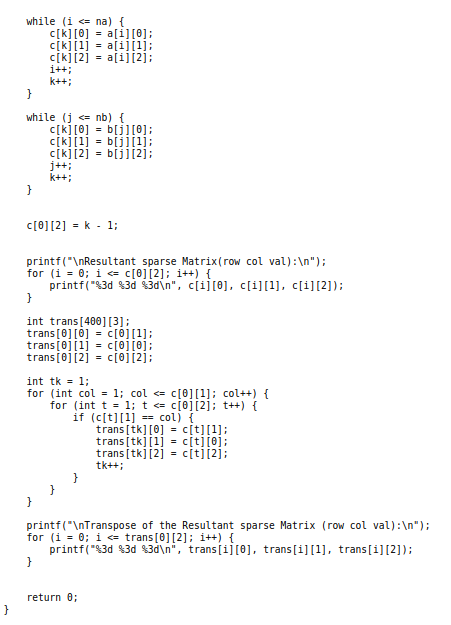 while (i <= na) {
        c[k][0] = a[i][0];
        c[k][1] = a[i][1];
        c[k][2] = a[i][2];
        i++;
        k++;
    }

    while (j <= nb) {
        c[k][0] = b[j][0];
        c[k][1] = b[j][1];
        c[k][2] = b[j][2];
        j++;
        k++;
    }


    c[0][2] = k - 1;


    printf("\nResultant sparse Matrix(row col val):\n");
    for (i = 0; i <= c[0][2]; i++) {
        printf("%3d %3d %3d\n", c[i][0], c[i][1], c[i][2]);
    }

    int trans[400][3];
    trans[0][0] = c[0][1];
    trans[0][1] = c[0][0];
    trans[0][2] = c[0][2];

    int tk = 1;
    for (int col = 1; col <= c[0][1]; col++) {
        for (int t = 1; t <= c[0][2]; t++) {
            if (c[t][1] == col) {
                trans[tk][0] = c[t][1];
                trans[tk][1] = c[t][0];
                trans[tk][2] = c[t][2];
                tk++;
            }
        }
    }

    printf("\nTranspose of the Resultant sparse Matrix (row col val):\n");
    for (i = 0; i <= trans[0][2]; i++) {
        printf("%3d %3d %3d\n", trans[i][0], trans[i][1], trans[i][2]);
    }


    return 0;
}